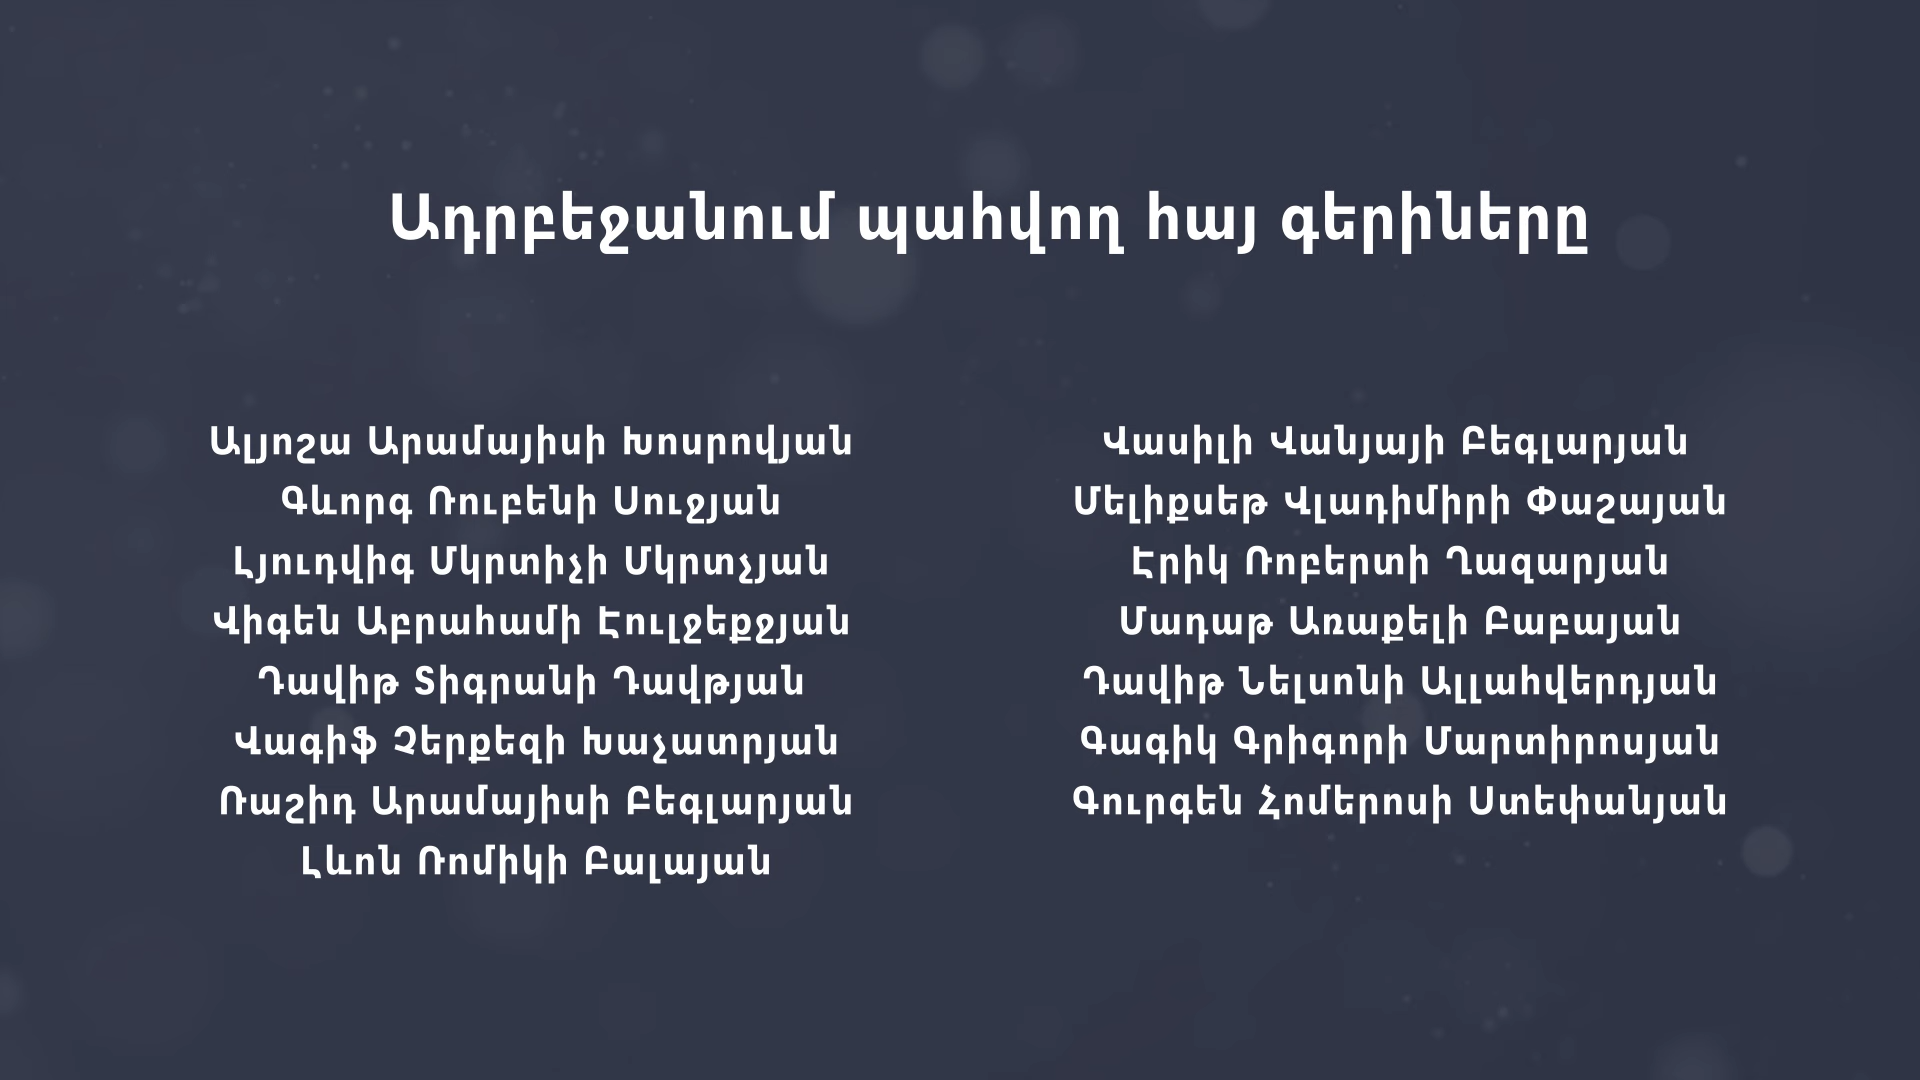 Ադրբեջանում պահվող հայ գերիները
Ալյոշա Արամայիսի Խոսրովյան
Գևորգ Ռուբենի Սուջյան
Լյուդվիգ Մկրտիչի Մկրտչյան
Վիգեն Աբրահամի Էուլջեքջյան
Դավիթ Տիգրանի Դավթյան
Վագիֆ Չերքեզի Խաչատրյան
Ռաշիդ Արամայիսի Բեգլարյան
Լևոն Ռոմիկի Բալայան
Վասիլի Վանյայի Բեգլարյան
Մելիքսեթ Վլադիմիրի Փաշայան
Էրիկ Ռոբերտի Ղազարյան
Մադաթ Առաքելի Բաբայան
Դավիթ Նելսոնի Ալլահվերդյան
Գագիկ Գրիգորի Մարտիրոսյան
Գուրգեն Հոմերոսի Ստեփանյան